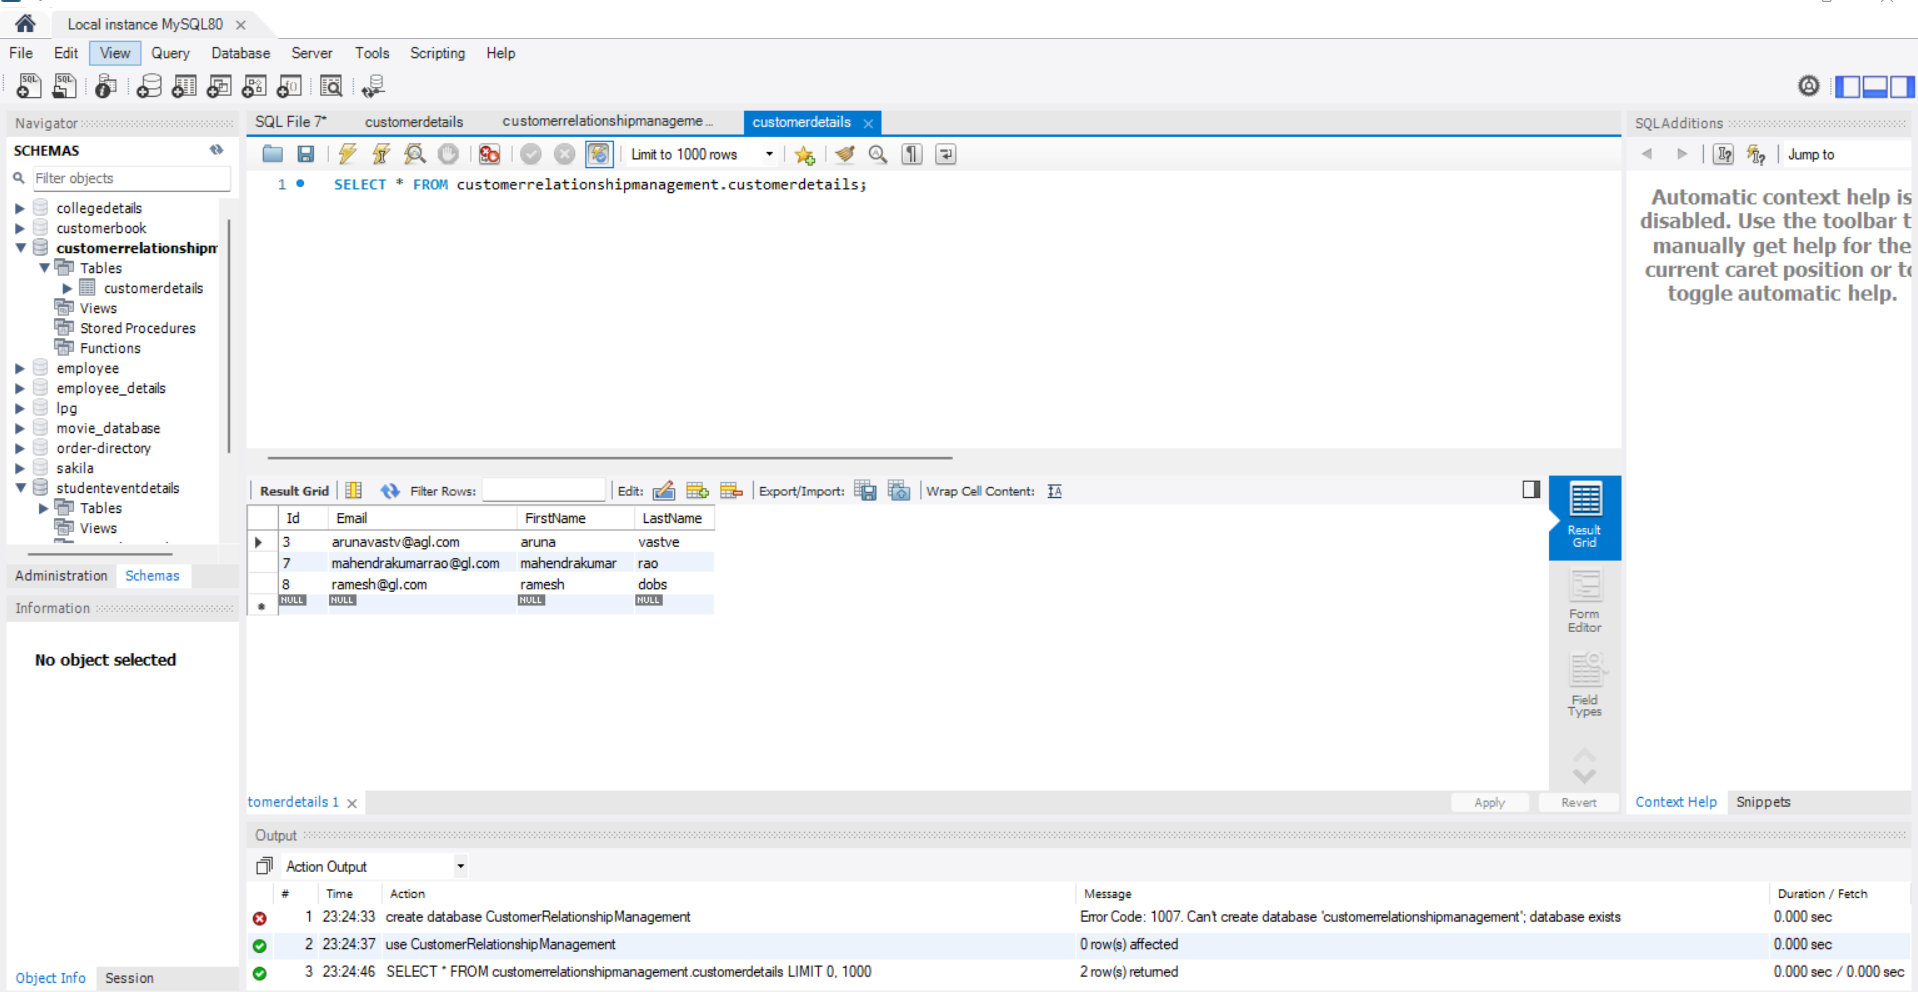 Local instance MySQL80
File Edit View Query Database Server Tools Scripting Help
Navigator
SCHEMAS
Filter objects
collegedetails
customerbook
customerrelationshipm
Tables
customerdetails
Views
Stored Procedures
Functions
employee
employee_details
lpg
movie_database
order-directory
sakila
studenteventdetails
Tables
Views
Administration Schemas
Information
No object selected
Object Info Session
SQL File 7* customerdetails customerrelationshipmanageme... customerdetails
Limit to 1000 rows
1 SELECT * FROM customerrelationshipmanagement.customerdetails;
Result Grid Filter Rows: Edit: Export/Import: Wrap Cell Content:
Id Email FirstName LastName
3 arunavastv@agl.com aruna vastve
7 mahendrakumarrao@gl.com mahendrakumar rao
8 ramesh@gl.com ramesh dobs
NULL NULL NULL NULL
Result
Grid
Form
Editor
Field
Types
tomerdetails 1
Apply Revert
SQLAdditions
Jump to
Automatic context help is
disabled. Use the toolbar t
manually get help for the
current caret position or to
toggle automatic help.
Context Help Snippets
Output
Action Output
# Time Action Message Duration / Fetch
1 23:24:33 create database CustomerRelationshipManagement Error Code: 1007. Can't create database 'customerrelationshipmanagement'; database exists 0.000 sec
2 23:24:37 use CustomerRelationshipManagement 0 row(s) affected 0.000 sec
3 23:24:46 SELECT * FROM customerrelationshipmanagement.customerdetails LIMIT 0, 1000 2 row(s) returned 0.000 sec / 0.000 sec